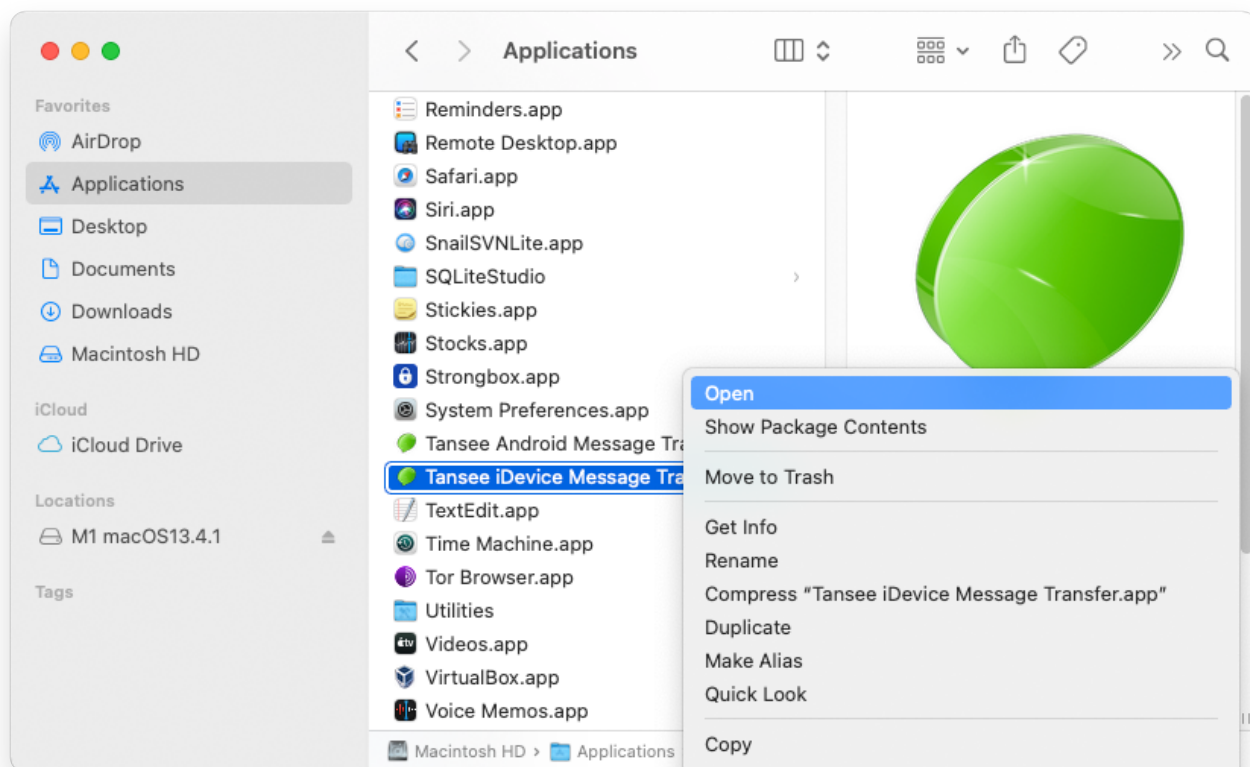 Applications
Favorites
AirDrop
Applications
Desktop
Documents
Downloads
Macintosh HD
iCloud
iCloud Drive
Locations
M1 macOS13.4.1
Tags
Reminders.app
Remote Desktop.app
Safari.app
Siri.app
SnailSVNLite.app
SQLiteStudio
Stickies.app
Stocks.app
Strongbox.app
System Preferences.app
Tansee Android Message Tra
Tansee iDevice Message Tra
TextEdit.app
Time Machine.app
Tor Browser.app
Utilities
Videos.app
VirtualBox.app
Voice Memos.app
Macintosh HD › Applications
Open
Show Package Contents
Move to Trash
Get Info
Rename
Compress “Tansee iDevice Message Transfer.app”
Duplicate
Make Alias
Quick Look
Copy